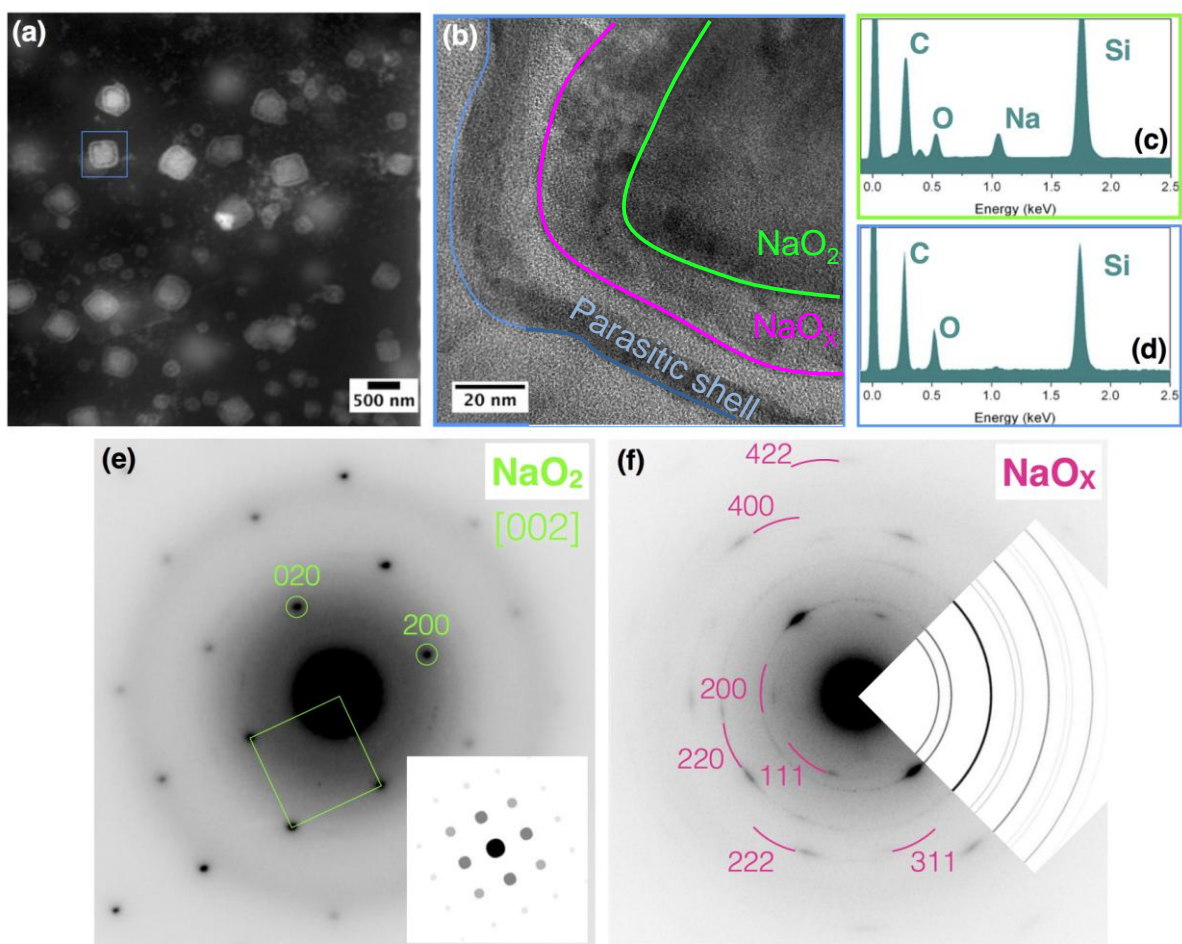 (a)
500 nm
(b)
NaO₂
NaOₓ
Parasitic shell
20 nm
C
O
Na
Si
(c)
0.0 0.5 1.0 1.5 2.0 2.5
Energy (keV)
C
O
Si
(d)
0.0 0.5 1.0 1.5 2.0 2.5
Energy (keV)
(e)
NaO₂
[002]
020
200
(f)
NaOₓ
422
400
200
220
111
222
311